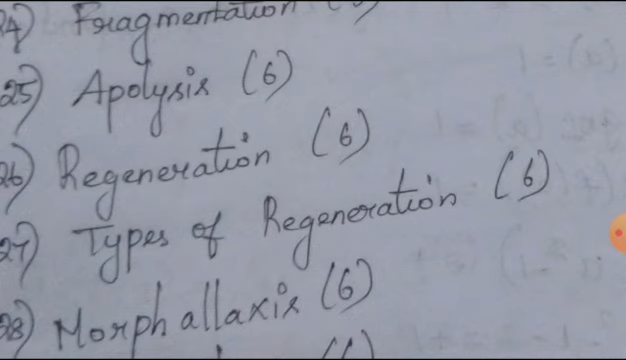 24) Fragmentation
25) Apolysis (6)
26) Regeneration (6)
27) Types of Regeneration (6)
28) Morphallaxis (6)